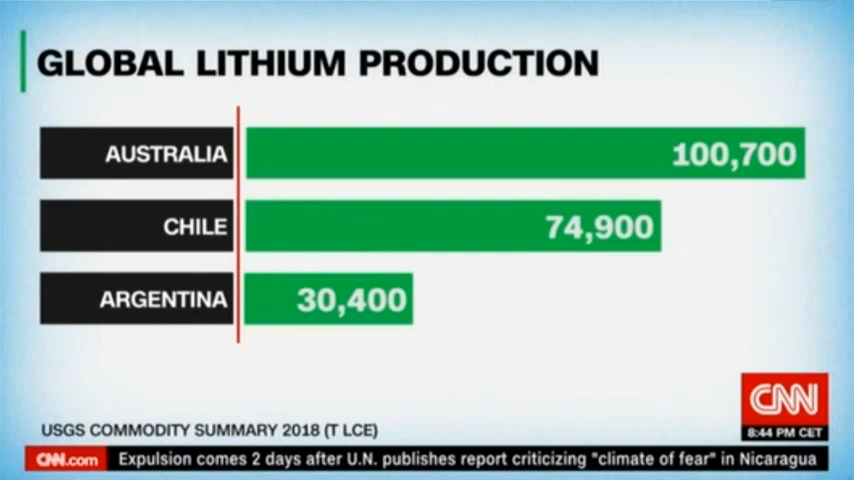 GLOBAL LITHIUM PRODUCTION
AUSTRALIA 100,700
CHILE 74,900
ARGENTINA 30,400
USGS COMMODITY SUMMARY 2018 (T LCE)
CNN
8:44 PM CET
CNN.com Expulsion comes 2 days after U.N. publishes report criticizing "climate of fear" in Nicaragua